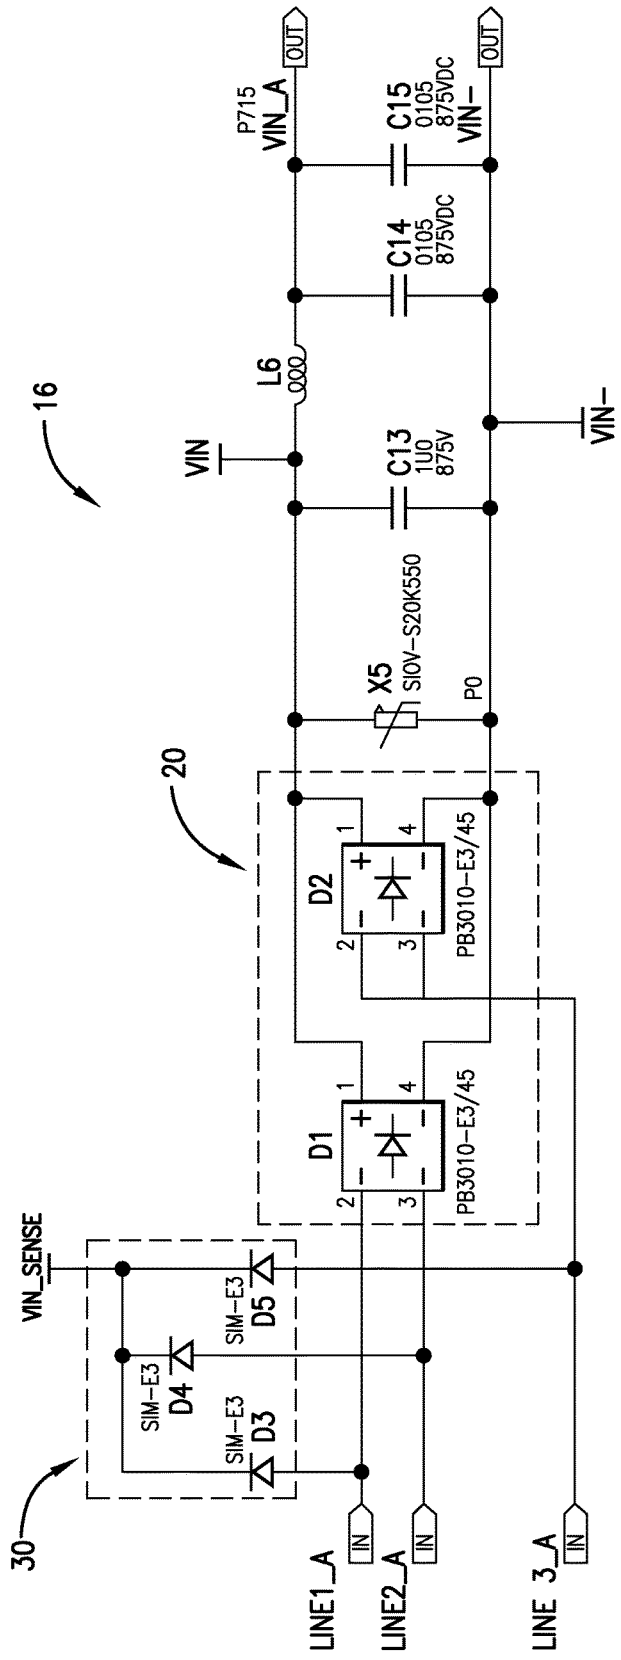 30
VIN_SENSE
SIM-E3
D3
SIM-E3
D4
SIM-E3
D5
LINE1_A
IN
LINE2_A
IN
LINE 3_A
IN
20
D1
2
3
+
1
4
PB3010-E3/45
D2
2
3
+
1
4
PB3010-E3/45
16
X5
SIOV-S20K550
P0
VIN
C13
1U0
875V
VIN-
L6
C14
0105
875VDC
C15
0105
875VDC
P715
VIN_A
OUT
VIN-
OUT